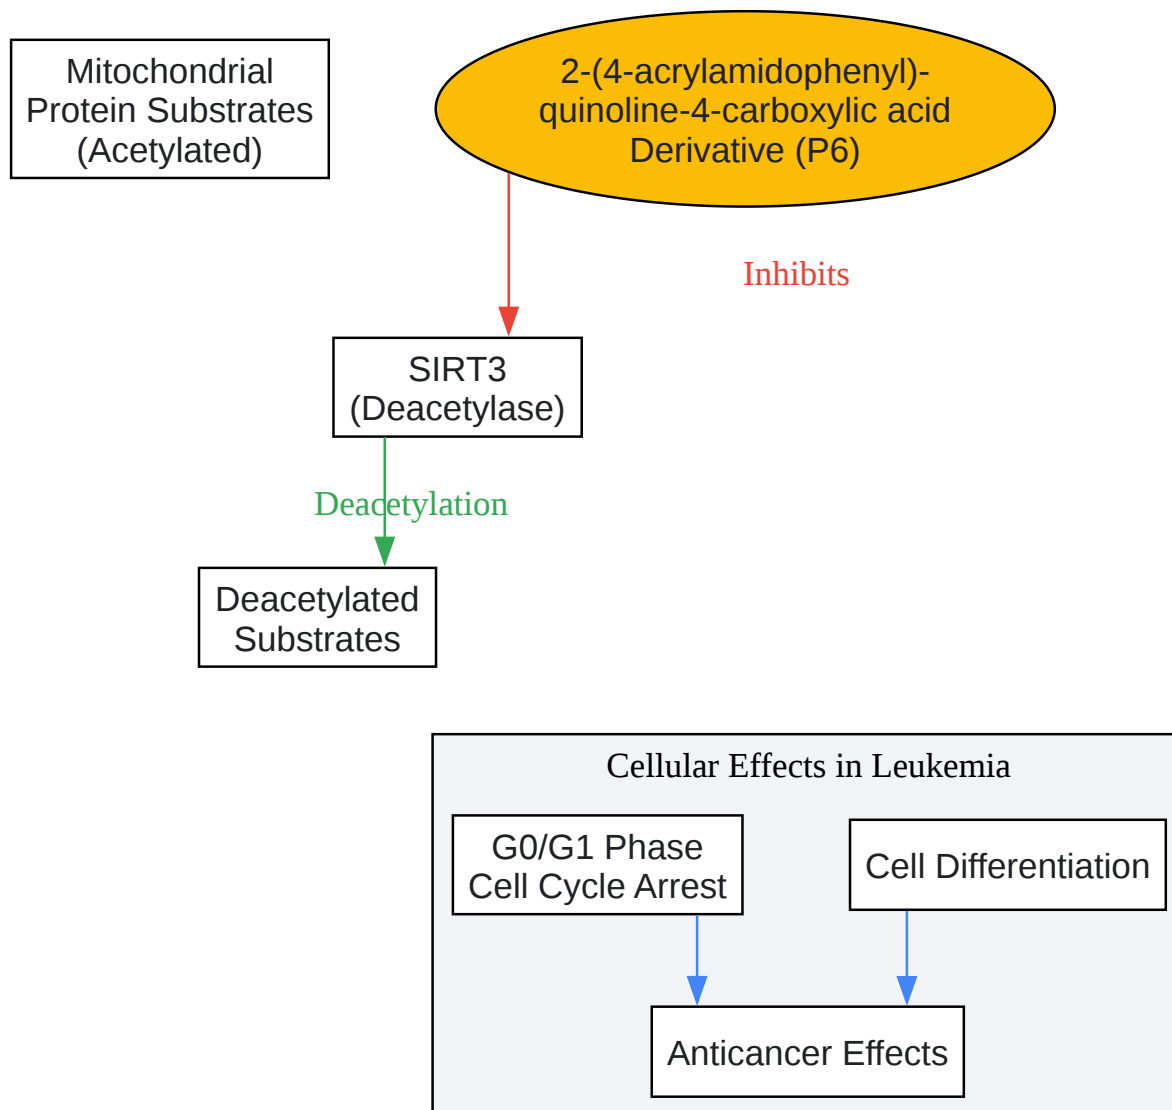 Mitochondrial
Protein Substrates
(Acetylated)
2-(4-acrylamidophenyl)-
quinoline-4-carboxylic acid
Derivative (P6)
Inhibits
SIRT3
(Deacetylase)
Deacetylation
Deacetylated
Substrates
Cellular Effects in Leukemia
G0/G1 Phase
Cell Cycle Arrest
Cell Differentiation
Anticancer Effects